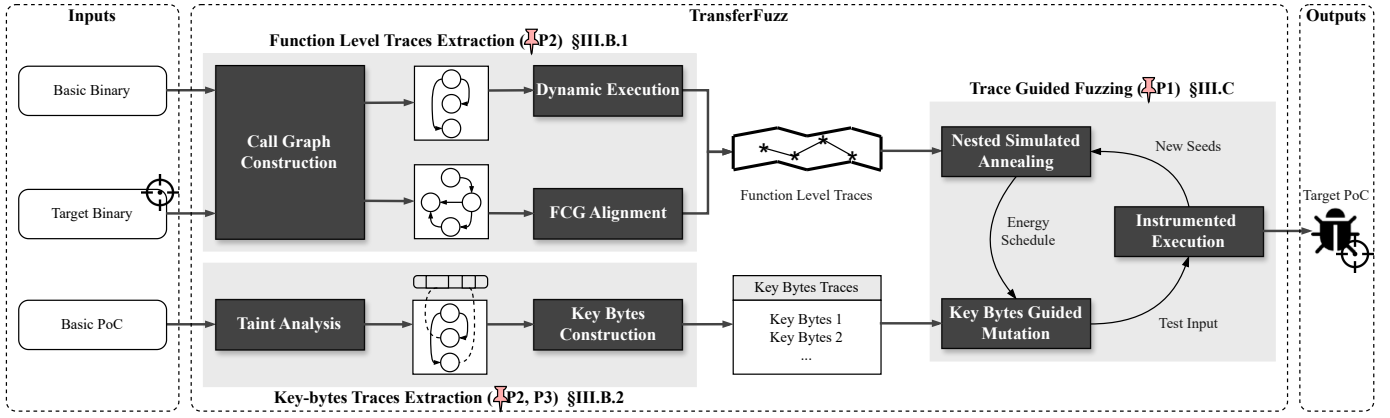 Inputs
TransferFuzz
Outputs
Function Level Traces Extraction (P2) §III.B.1
Basic Binary
Target Binary
Basic PoC
Call Graph
Construction
Dynamic Execution
FCG Alignment
Function Level Traces
Trace Guided Fuzzing (P1) §III.C
Nested Simulated
Annealing
New Seeds
Energy
Schedule
Instrumented
Execution
Key Bytes Guided
Mutation
Test Input
Target PoC
Taint Analysis
Key Bytes
Construction
Key Bytes Traces
Key Bytes 1
Key Bytes 2
...
Key-bytes Traces Extraction (P2, P3) §III.B.2